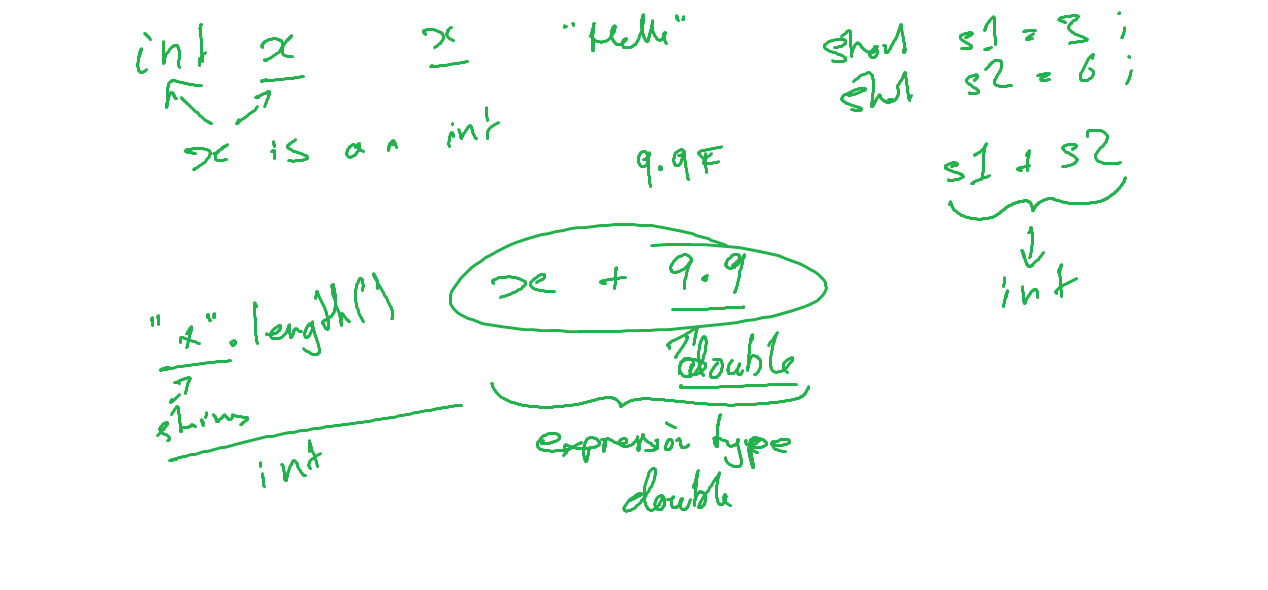 int x
x
"Hello"
short s1 = 3 ;
short s2 = 6 ;
x is an int
9.9F
s1 + s2
int
x + 9.9
double
expression type
double
"x".length()
string
int